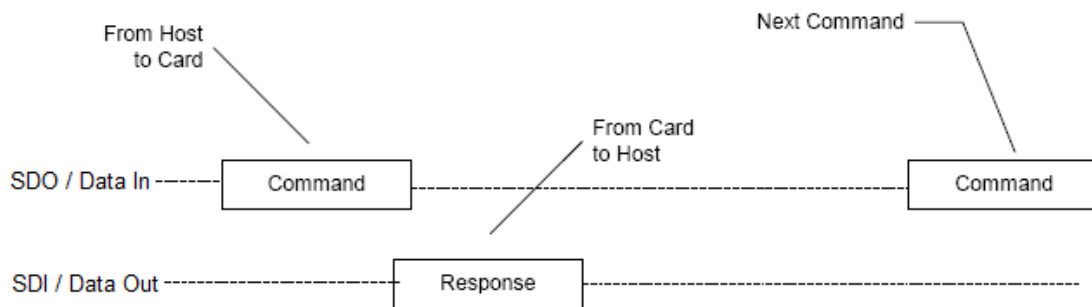 From Host
to Card
Next Command
From Card
to Host
SDO / Data In
Command
Command
SDI / Data Out
Response